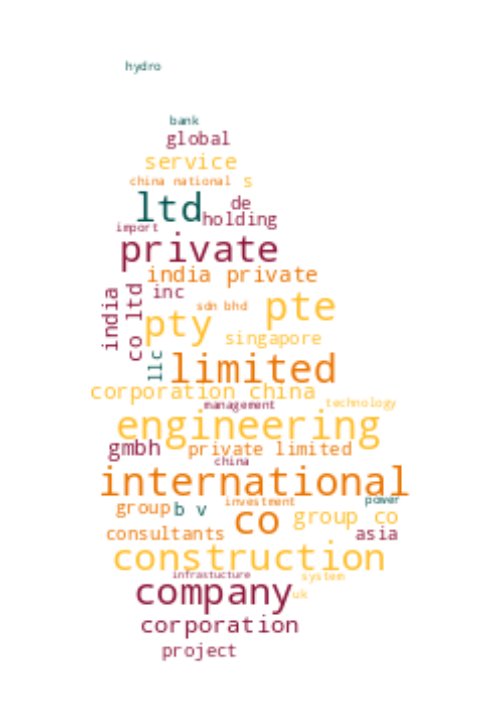 hydro
bank
global
service
china national s
ltd de
holding
import
private
india private
india
co ltd
inc
sdn bhd
pte
pty
singapore
llc
limited
corporation china
management technology
engineering
gmbh private limited
china
international
group b v investment power
co group co
consultants asia
construction
infrastucture system
company uk
corporation
project